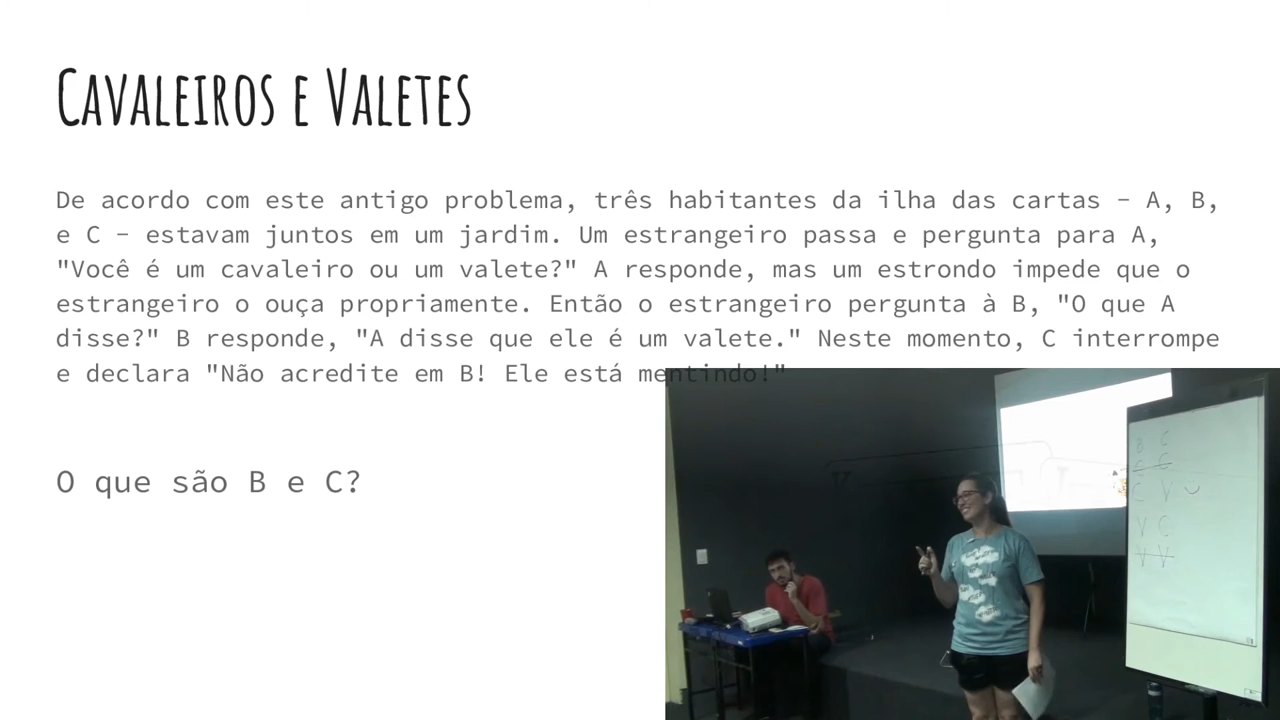 Cavaleiros e Valetes
De acordo com este antigo problema, três habitantes da ilha das cartas - A, B,
e C - estavam juntos em um jardim. Um estrangeiro passa e pergunta para A,
"Você é um cavaleiro ou um valete?" A responde, mas um estrondo impede que o
estrangeiro o ouça propriamente. Então o estrangeiro pergunta à B, "O que A
disse?" B responde, "A disse que ele é um valete." Neste momento, C interrompe
e declara "Não acredite em B! Ele está mentindo!"
O que são B e C?
B C
C C
C V
V C
V V